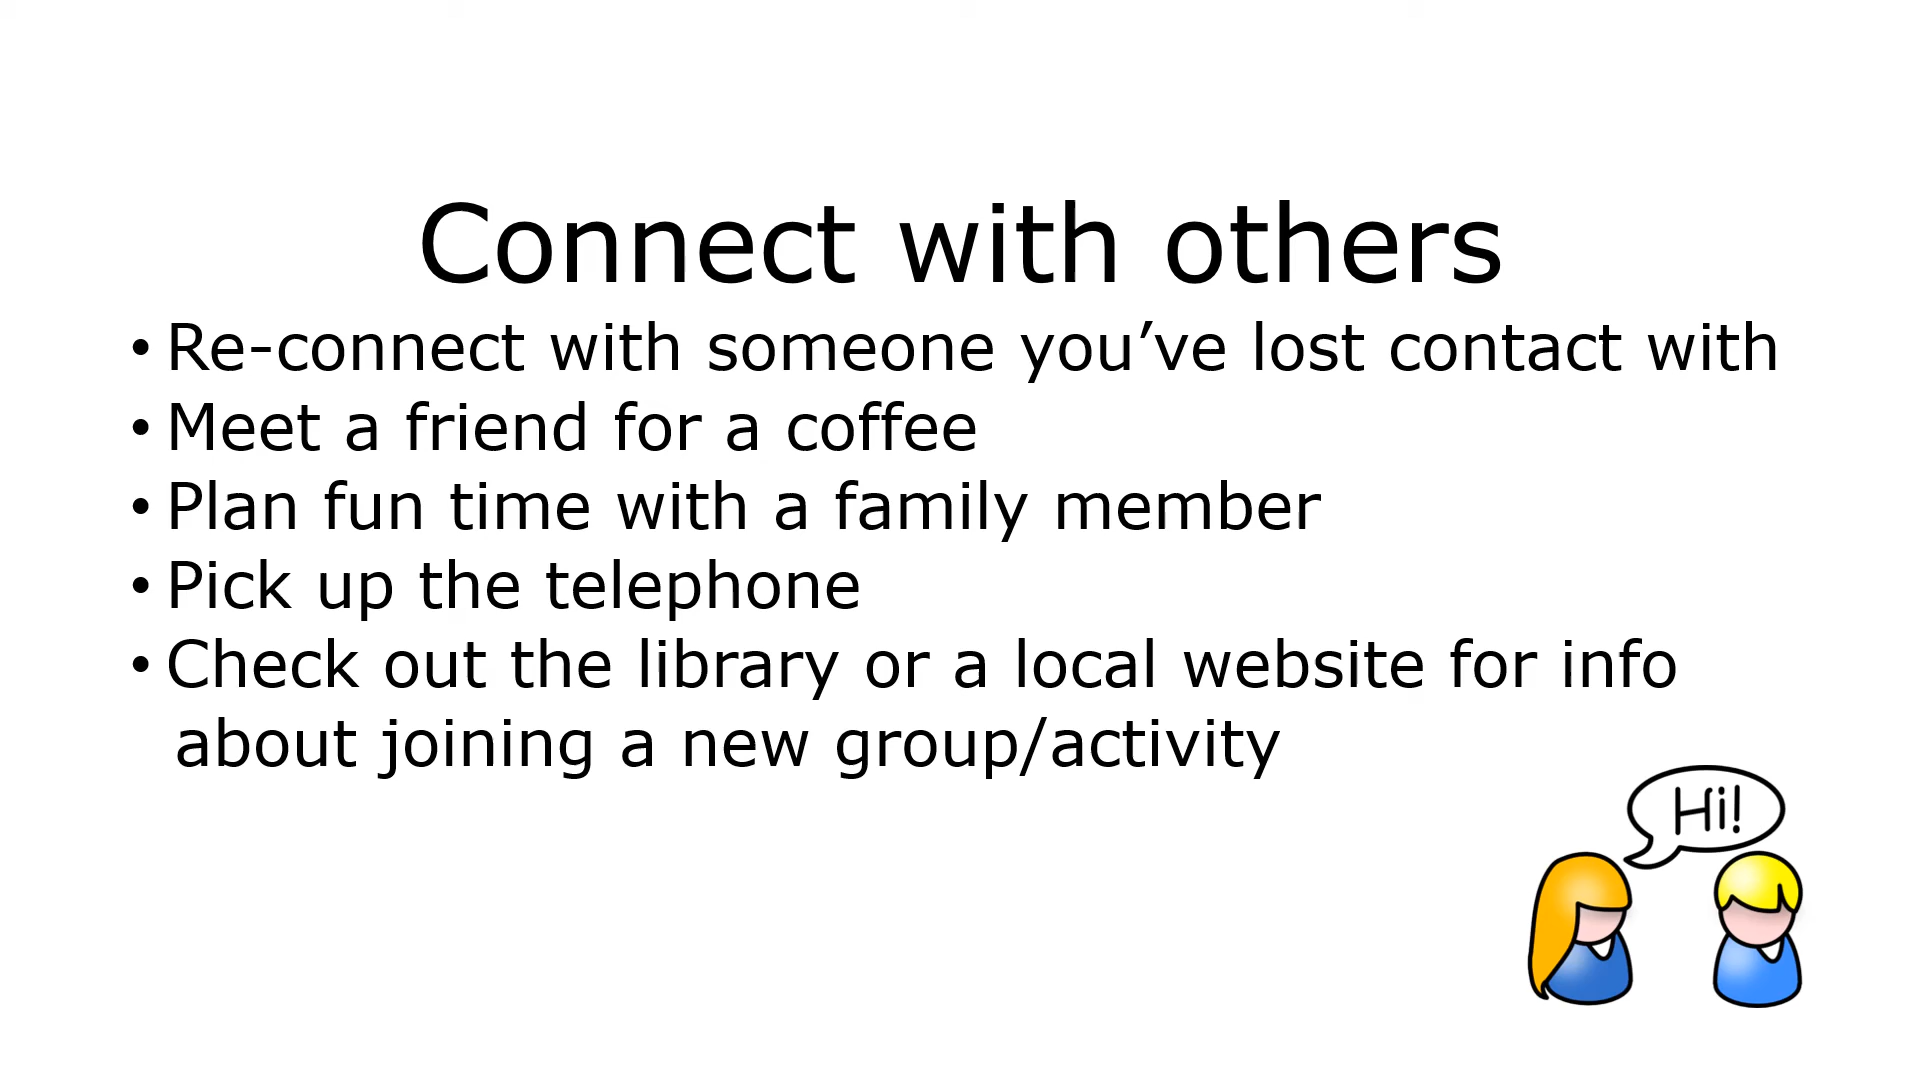 Connect with others
• Re-connect with someone you’ve lost contact with
• Meet a friend for a coffee
• Plan fun time with a family member
• Pick up the telephone
• Check out the library or a local website for info
about joining a new group/activity
Hi!